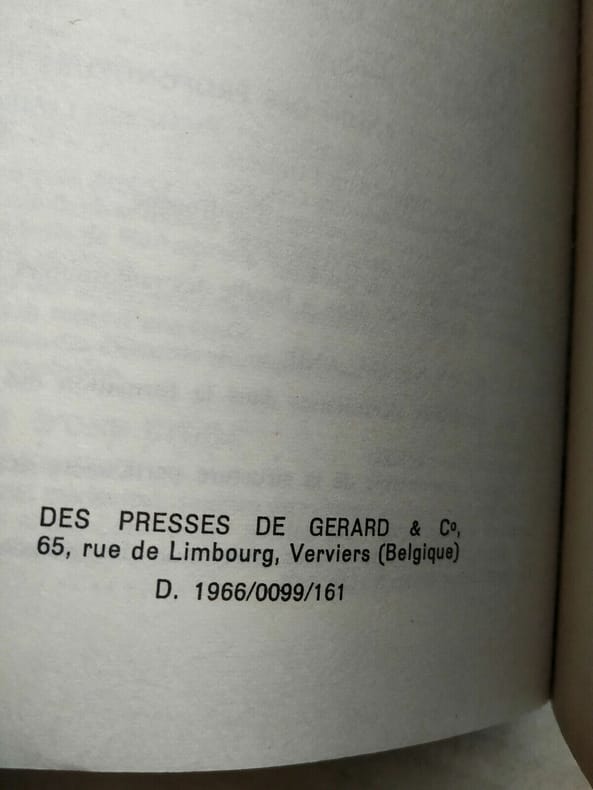 DES PRESSES DE GERARD & Cº,
65, rue de Limbourg, Verviers (Belgique)
D. 1966/0099/161